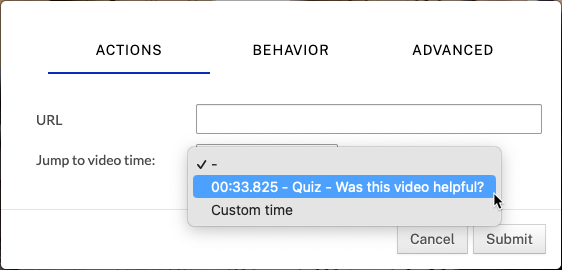 ACTIONS BEHAVIOR ADVANCED
URL
Jump to video time:
✓ -
00:33.825 - Quiz - Was this video helpful?
Custom time
Cancel Submit